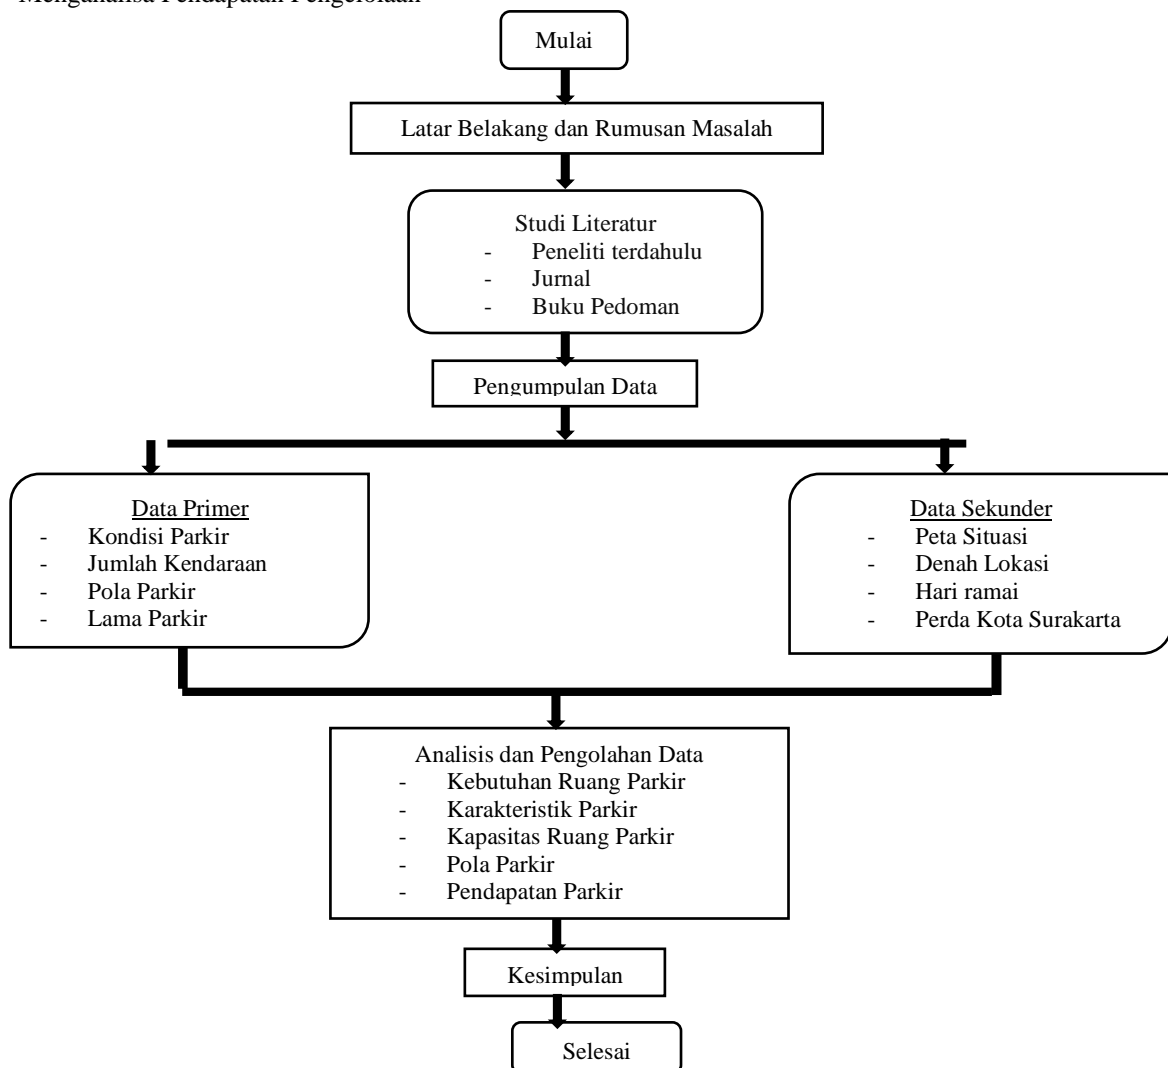 Menganalisa Pendapatan Pengelolaan
Mulai
Latar Belakang dan Rumusan Masalah
Studi Literatur
- Peneliti terdahulu
- Jurnal
- Buku Pedoman
Pengumpulan Data
Data Primer
- Kondisi Parkir
- Jumlah Kendaraan
- Pola Parkir
- Lama Parkir
Data Sekunder
- Peta Situasi
- Denah Lokasi
- Hari ramai
- Perda Kota Surakarta
Analisis dan Pengolahan Data
- Kebutuhan Ruang Parkir
- Karakteristik Parkir
- Kapasitas Ruang Parkir
- Pola Parkir
- Pendapatan Parkir
Kesimpulan
Selesai